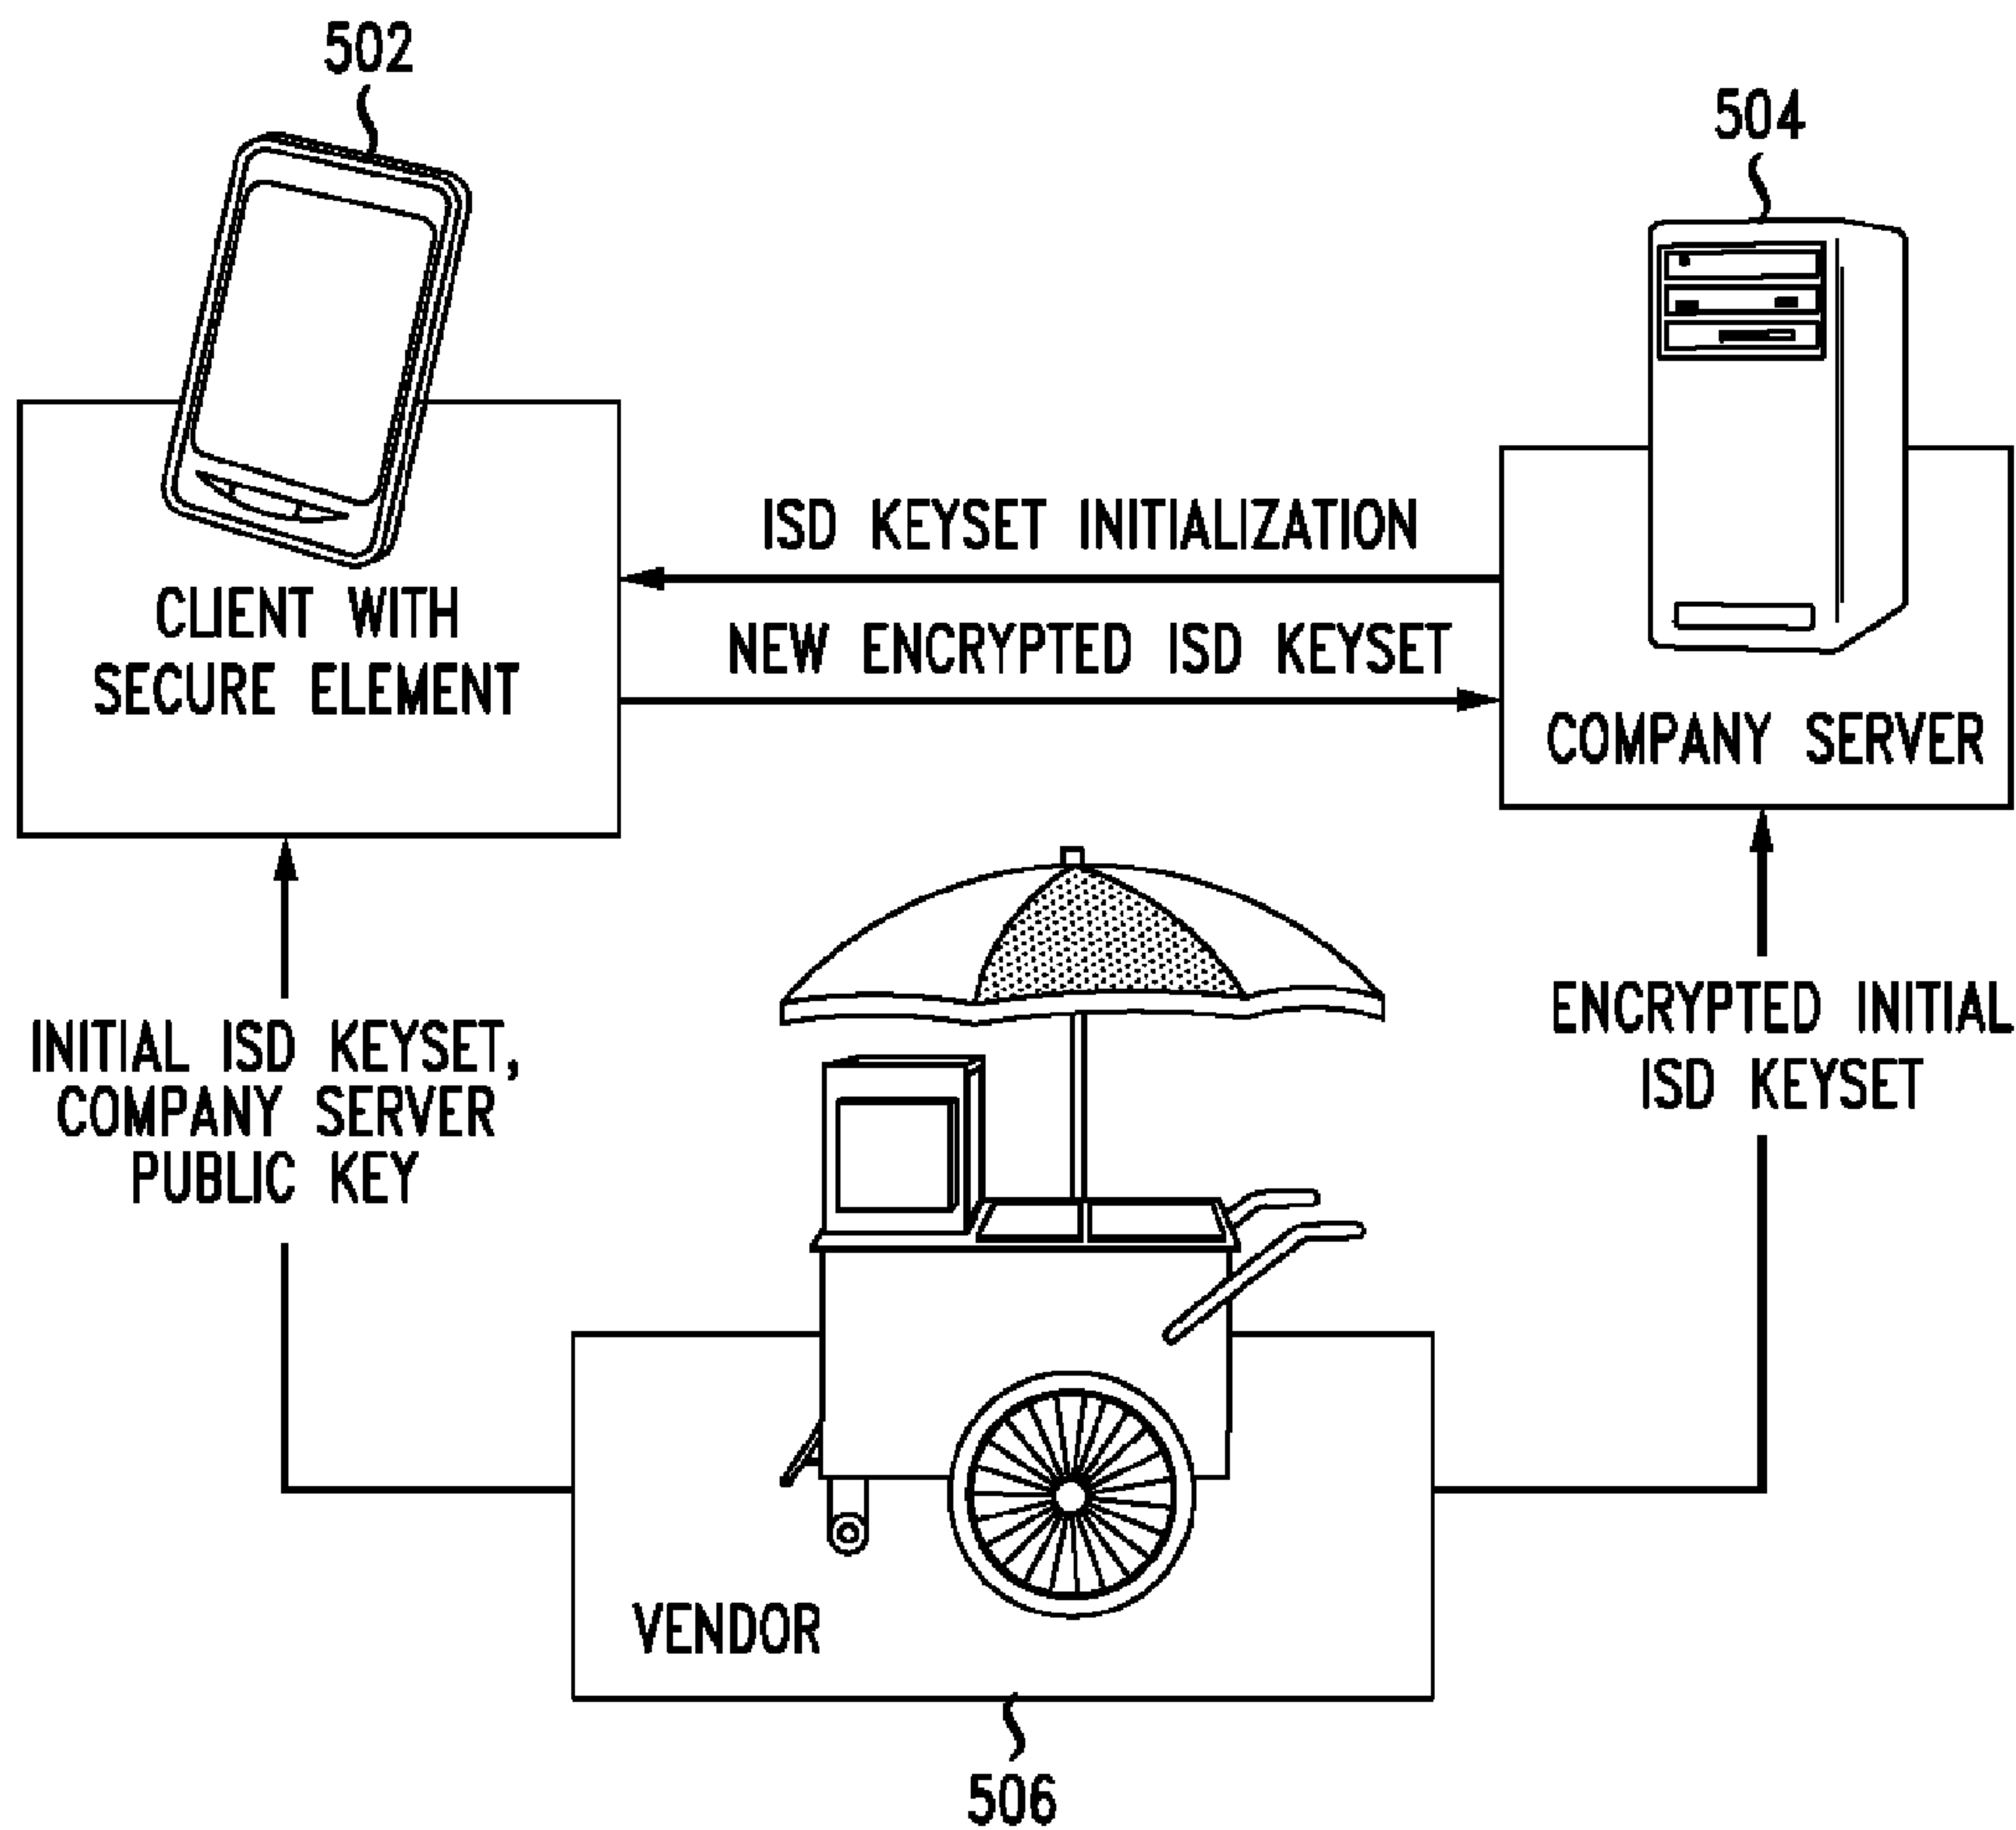 502
504
ISD KEYSET INITIALIZATION
CLIENT WITH
SECURE ELEMENT
NEW ENCRYPTED ISD KEYSET
COMPANY SERVER
INITIAL ISD KEYSET,
COMPANY SERVER
PUBLIC KEY
ENCRYPTED INITIAL
ISD KEYSET
VENDOR
506